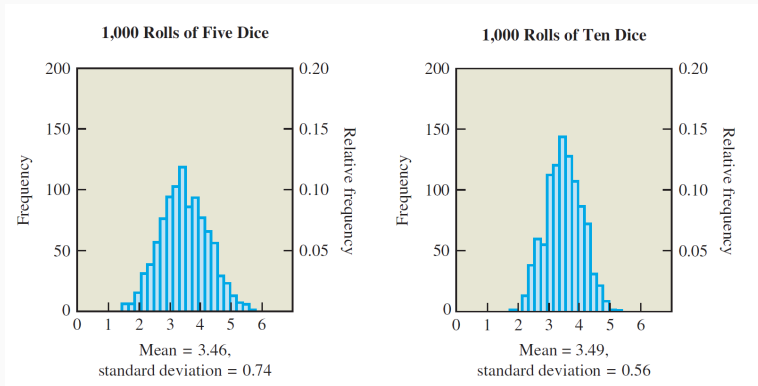 1,000 Rolls of Five Dice
200
150
100
50
0
Frequency
0.20
0.15
0.10
0.05
Relative frequency
0 1 2 3 4 5 6
Mean = 3.46,
standard deviation = 0.74
1,000 Rolls of Ten Dice
200
150
100
50
0
Frequency
0.20
0.15
0.10
0.05
Relative frequency
0 1 2 3 4 5 6
Mean = 3.49,
standard deviation = 0.56